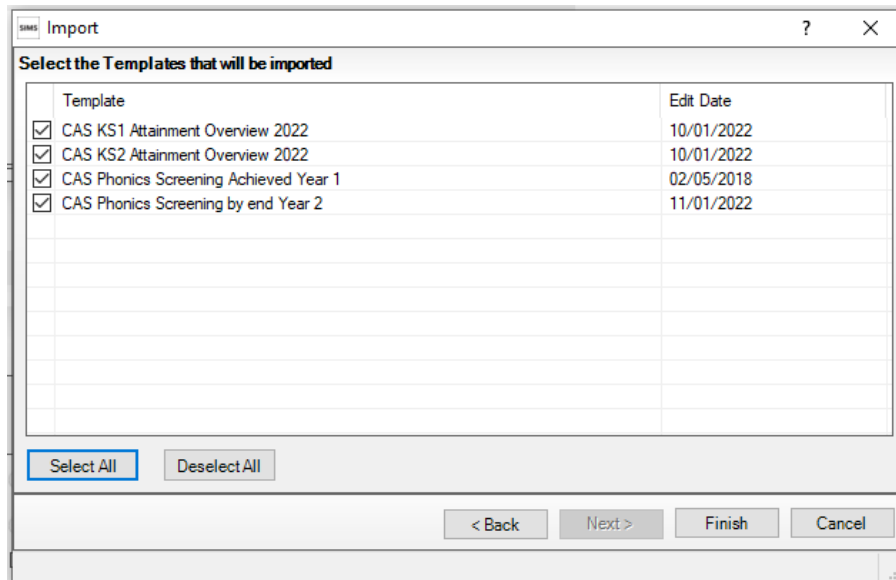 SIMS Import ?
Select the Templates that will be imported
Template Edit Date
CAS KS1 Attainment Overview 2022 10/01/2022
CAS KS2 Attainment Overview 2022 10/01/2022
CAS Phonics Screening Achieved Year 1 02/05/2018
CAS Phonics Screening by end Year 2 11/01/2022
Select All Deselect All
< Back Next > Finish Cancel